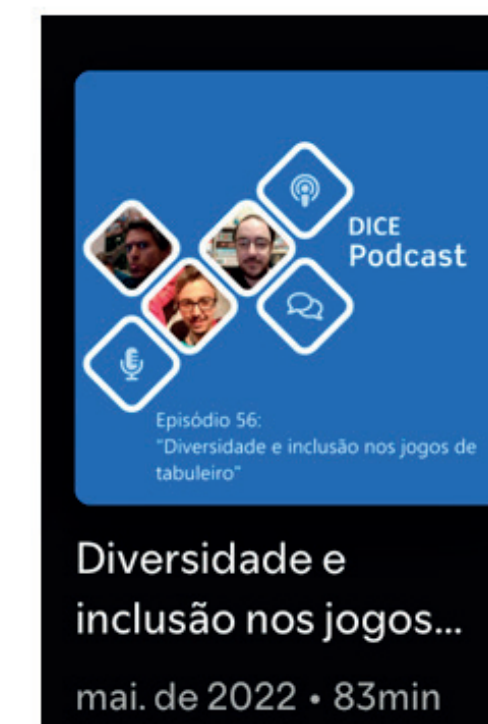 DICE
Podcast
Episódio 56:
"Diversidade e inclusão nos jogos de
tabuleiro"
Diversidade e
inclusão nos jogos...
mai. de 2022 • 83min